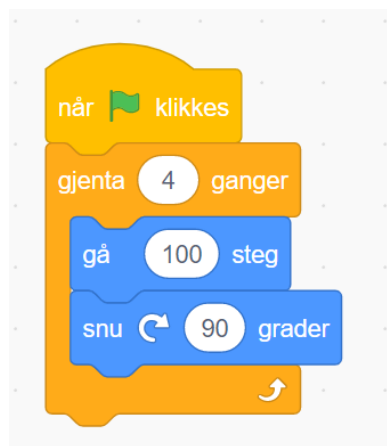 når klikkes
gjenta 4 ganger
gå 100 steg
snu 90 grader